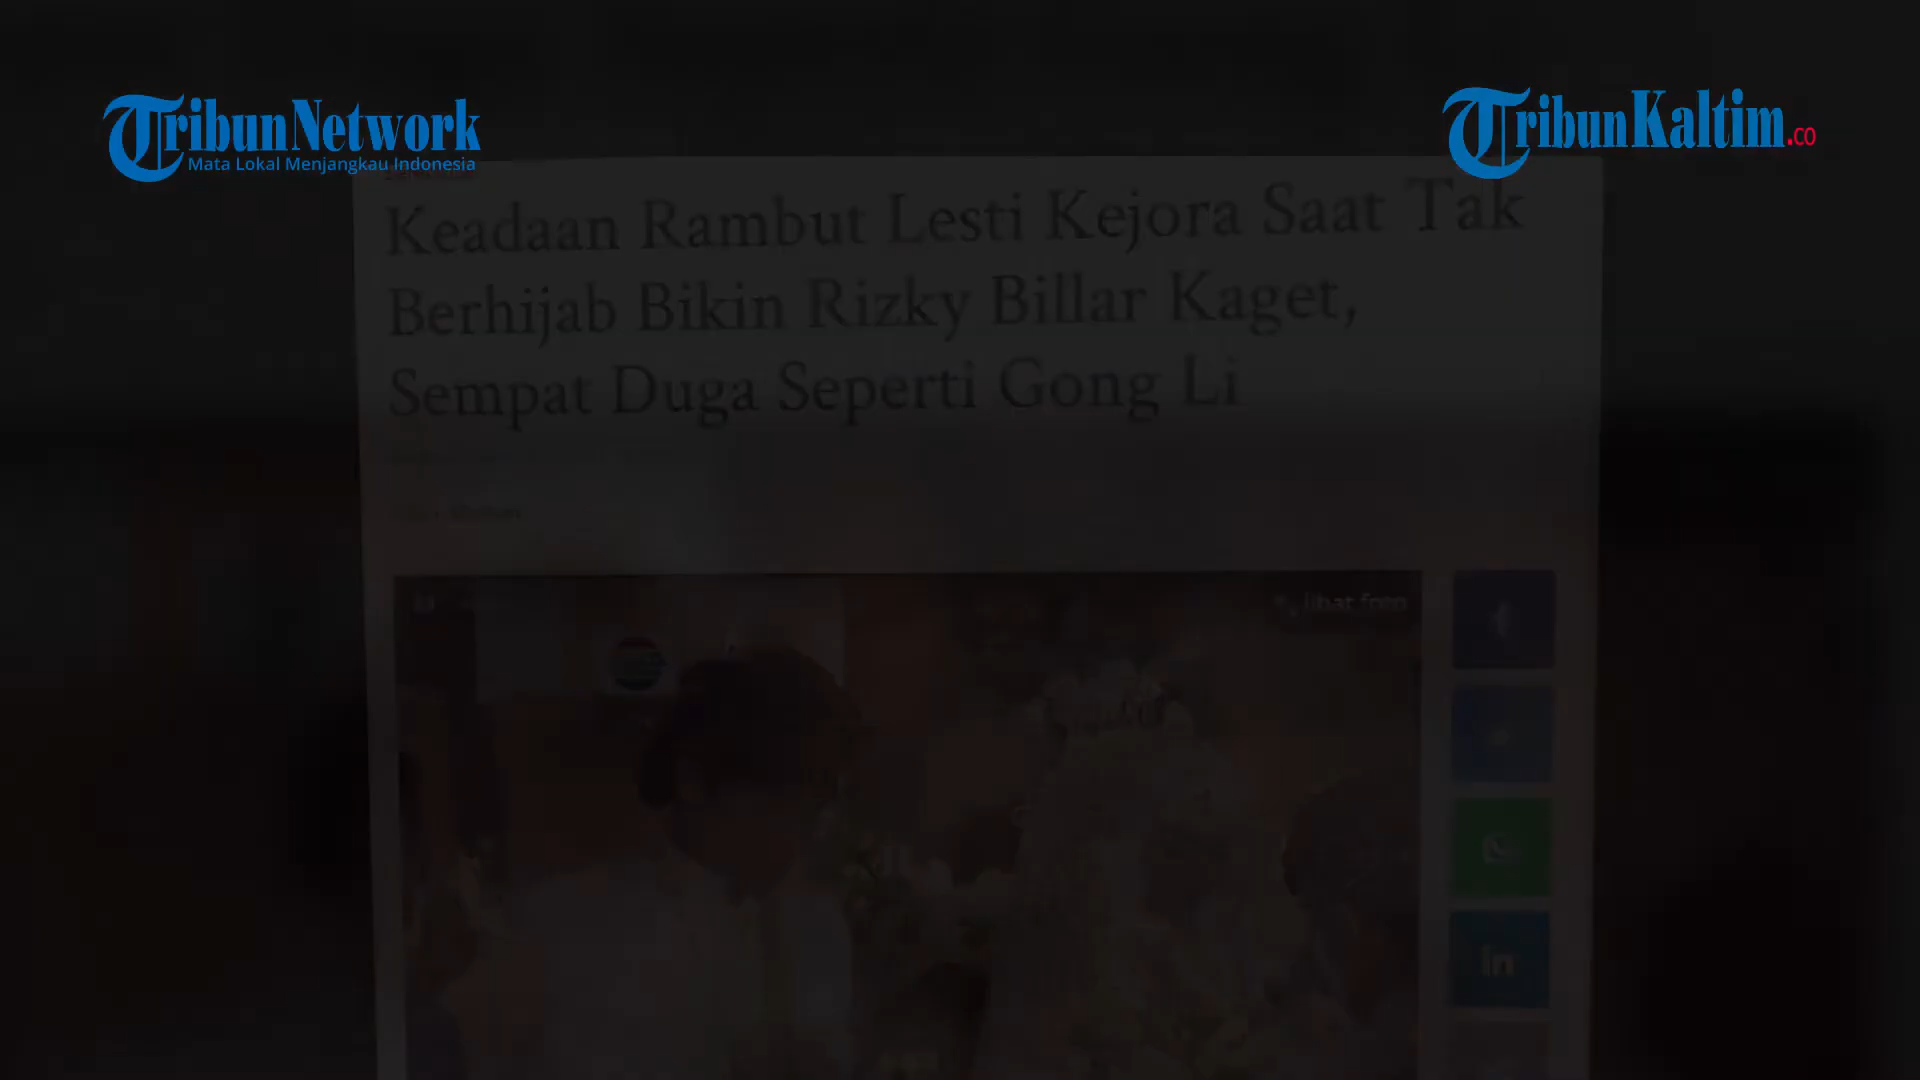 TribunNetwork
Mata Lokal Menjangkau Indonesia
TribunKaltim.co
Keadaan Rambut Lesti Kejora Saat Tak
Berhijab Bikin Rizky Billar Kaget,
Sempat Duga Seperti Gong Li
lihat foto
in